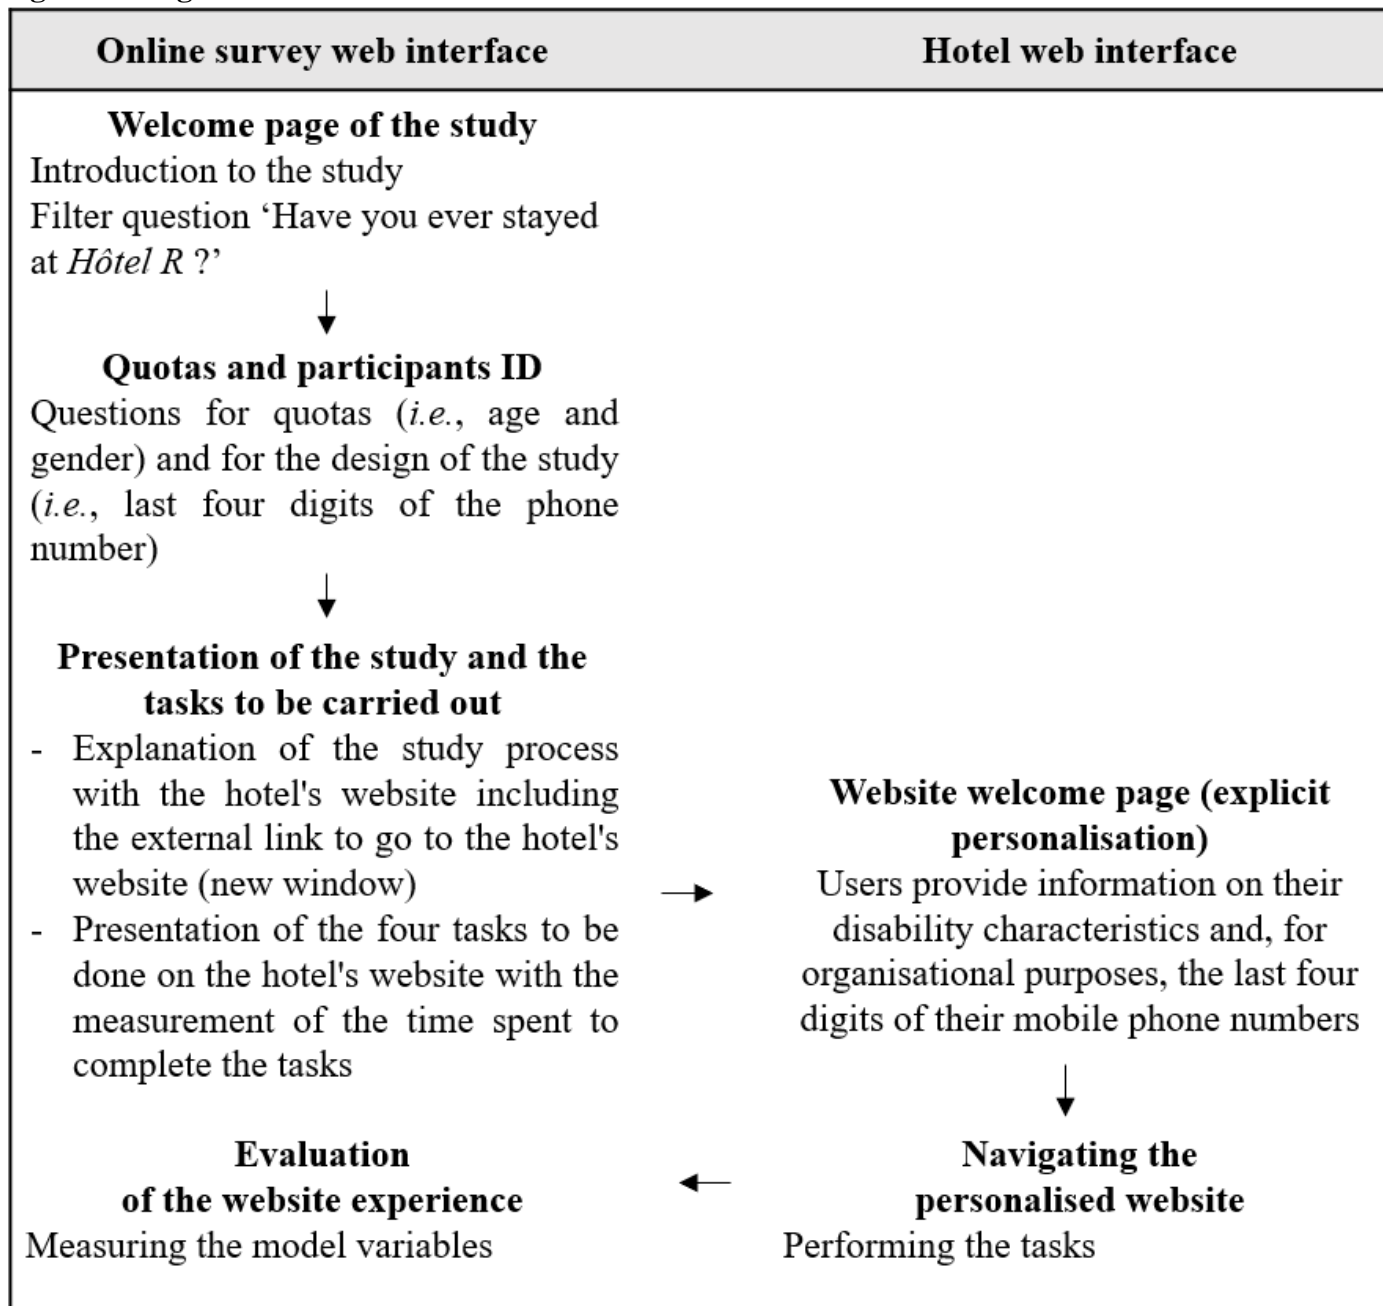 Online survey web interface
Hotel web interface
Welcome page of the study
Introduction to the study
Filter question ‘Have you ever stayed
at Hôtel R ?’
Quotas and participants ID
Questions for quotas (i.e., age and
gender) and for the design of the study
(i.e., last four digits of the phone
number)
Presentation of the study and the
tasks to be carried out
- Explanation of the study process
with the hotel's website including
the external link to go to the hotel's
website (new window)
- Presentation of the four tasks to be
done on the hotel's website with the
measurement of the time spent to
complete the tasks
Website welcome page (explicit
personalisation)
Users provide information on their
disability characteristics and, for
organisational purposes, the last four
digits of their mobile phone numbers
Navigating the
personalised website
Performing the tasks
Evaluation
of the website experience
Measuring the model variables